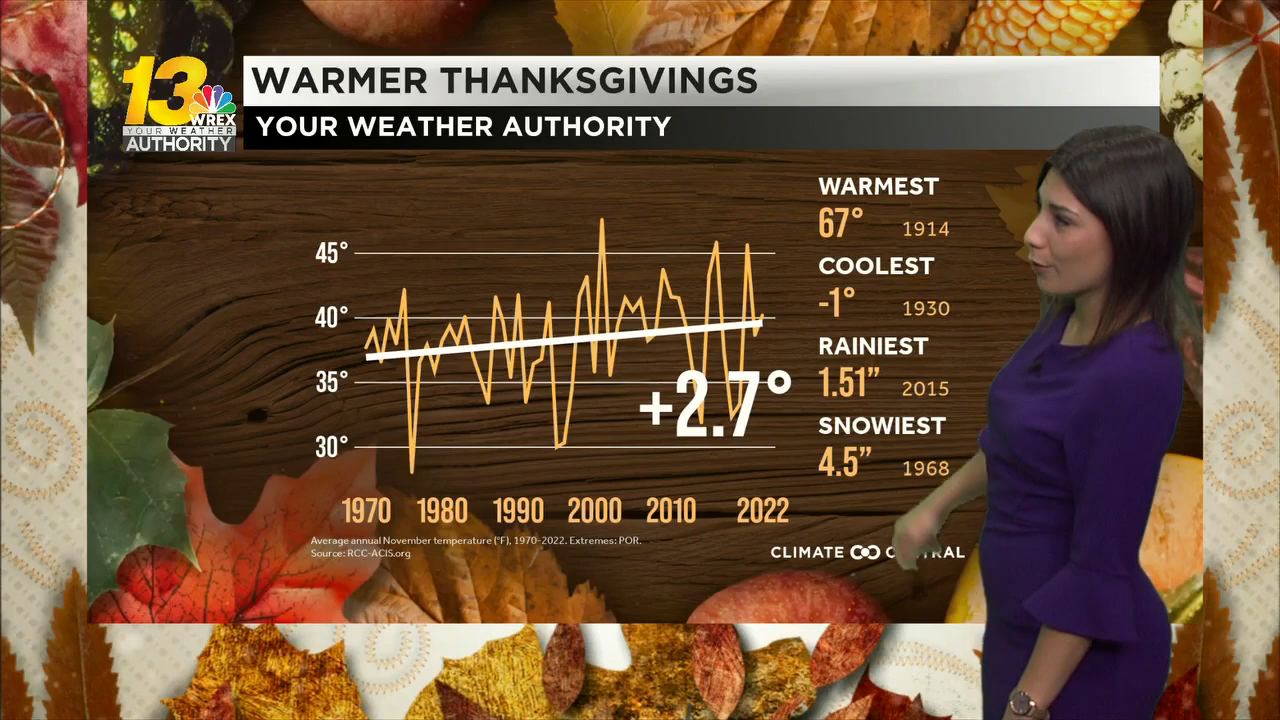 13
WREX
YOUR WEATHER
AUTHORITY
WARMER THANKSGIVINGS
YOUR WEATHER AUTHORITY
45°
40°
35°
30°
+2.7°
1970 1980 1990 2000 2010 2022
Average annual November temperature (°F), 1970-2022. Extremes: POR.
Source: RCC-ACIS.org
WARMEST
67° 1914
COOLEST
-1° 1930
RAINIEST
1.51” 2015
SNOWIEST
4.5” 1968
CLIMATE